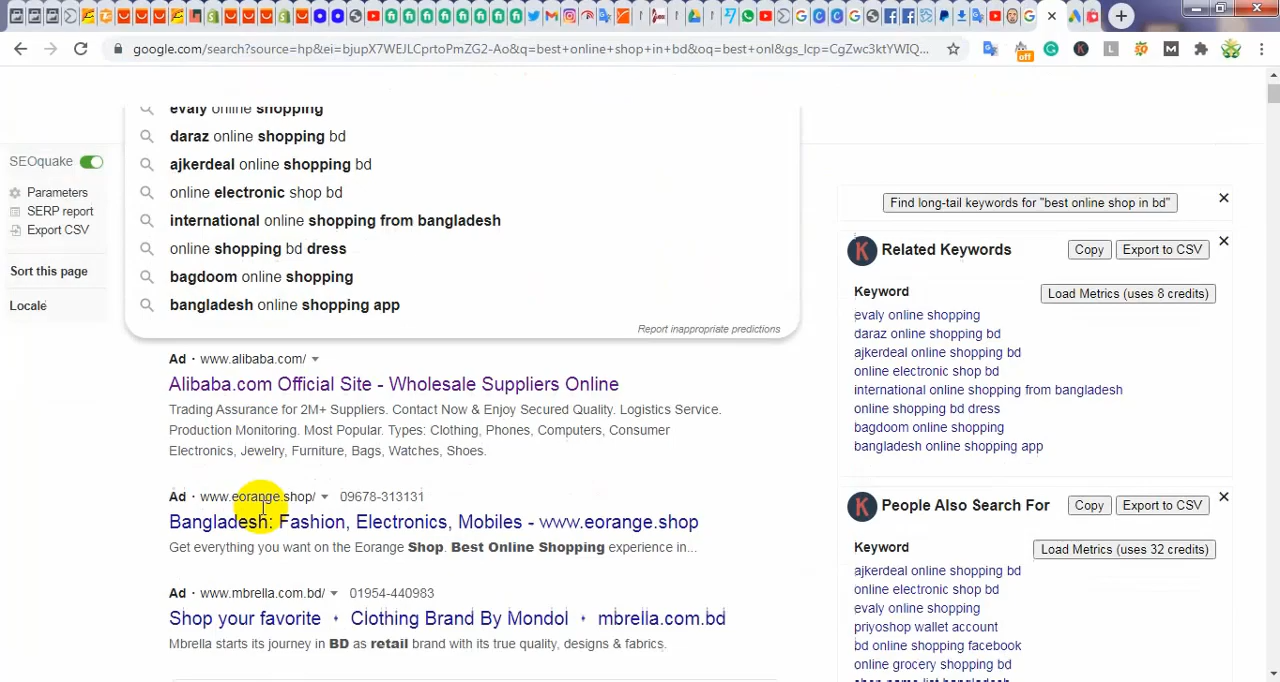 google.com/search?source=hp&ei=bjupX7WEJLCprtoPmZG2-Ao&q=best+online+shop+in+bd&oq=best+onl&gs_lcp=CgZwc3ktYWIQ...
off
L
M
evaly online shopping
daraz online shopping bd
ajkerdeal online shopping bd
online electronic shop bd
international online shopping from bangladesh
online shopping bd dress
bagdoom online shopping
bangladesh online shopping app
Report inappropriate predictions
SEOquake
Parameters
SERP report
Export CSV
Sort this page
Locale
Ad · www.alibaba.com/
Alibaba.com Official Site - Wholesale Suppliers Online
Trading Assurance for 2M+ Suppliers. Contact Now & Enjoy Secured Quality. Logistics Service.
Production Monitoring. Most Popular. Types: Clothing, Phones, Computers, Consumer
Electronics, Jewelry, Furniture, Bags, Watches, Shoes.
Ad · www.eorange.shop/ 09678-313131
Bangladesh: Fashion, Electronics, Mobiles - www.eorange.shop
Get everything you want on the Eorange Shop. Best Online Shopping experience in...
Ad · www.mbrella.com.bd/ 01954-440983
Shop your favorite ♦ Clothing Brand By Mondol ♦ mbrella.com.bd
Mbrella starts its journey in BD as retail brand with its true quality, designs & fabrics.
Find long-tail keywords for "best online shop in bd"
K Related Keywords Copy Export to CSV
Keyword Load Metrics (uses 8 credits)
evaly online shopping
daraz online shopping bd
ajkerdeal online shopping bd
online electronic shop bd
international online shopping from bangladesh
online shopping bd dress
bagdoom online shopping
bangladesh online shopping app
K People Also Search For Copy Export to CSV
Keyword Load Metrics (uses 32 credits)
ajkerdeal online shopping bd
online electronic shop bd
evaly online shopping
priyoshop wallet account
bd online shopping facebook
online grocery shopping bd
shop name list bangladesh